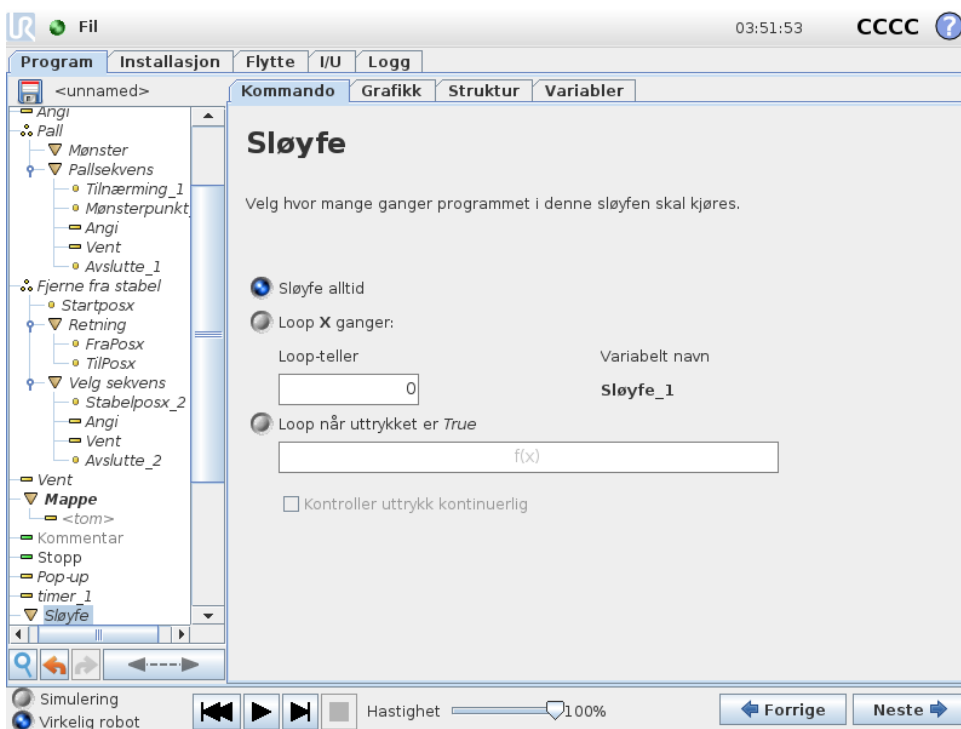 UR Fil 03:51:53 CCCC ?
Program Installasjon Flytte I/U Logg
<unnamed> Kommando Grafikk Struktur Variabler
Angi
Pall
Mønster
Pallsekvens
Tilnærming_1
Mønsterpunkt_
Angi
Vent
Avslutte_1
Fjerne fra stabel
Startposx
Retning
FraPosx
TilPosx
Velg sekvens
Stabelposx_2
Angi
Vent
Avslutte_2
Vent
Mappe
<tom>
Kommentar
Stopp
Pop-up
timer_1
Sløyfe
Sløyfe
Velg hvor mange ganger programmet i denne sløyfen skal kjøres.
Sløyfe alltid
Loop X ganger:
Loop-teller Variabelt navn
0 Sløyfe_1
Loop når uttrykket er True
f(x)
Kontroller uttrykk kontinuerlig
Simulering
Virkelig robot
Hastighet 100%
Forrige Neste